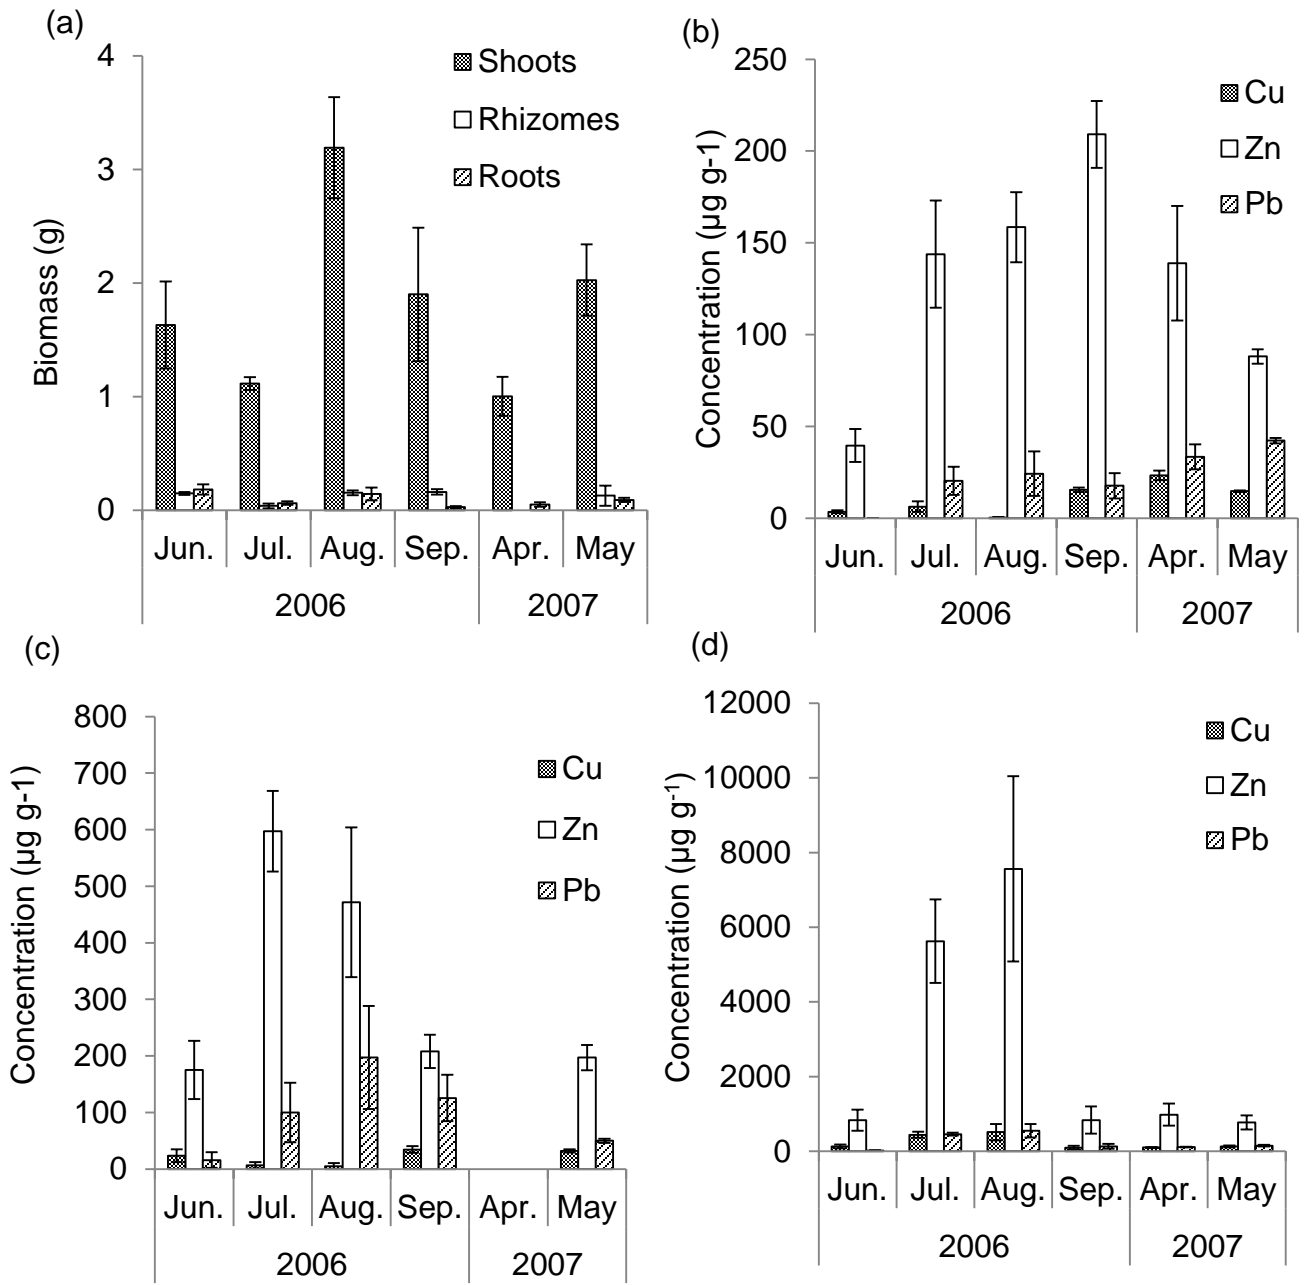 (a)
4
3
2
1
0
Biomass (g)
Shoots
Rhizomes
Roots
Jun. Jul. Aug. Sep. Apr. May
2006 2007
(b)
250
200
150
100
50
0
Concentration (µg g-1)
Cu
Zn
Pb
Jun. Jul. Aug. Sep. Apr. May
2006 2007
(c)
800
700
600
500
400
300
200
100
0
Concentration (µg g-1)
Cu
Zn
Pb
Jun. Jul. Aug. Sep. Apr. May
2006 2007
(d)
12000
10000
8000
6000
4000
2000
0
Concentration (µg g⁻¹)
Cu
Zn
Pb
Jun. Jul. Aug. Sep. Apr. May
2006 2007